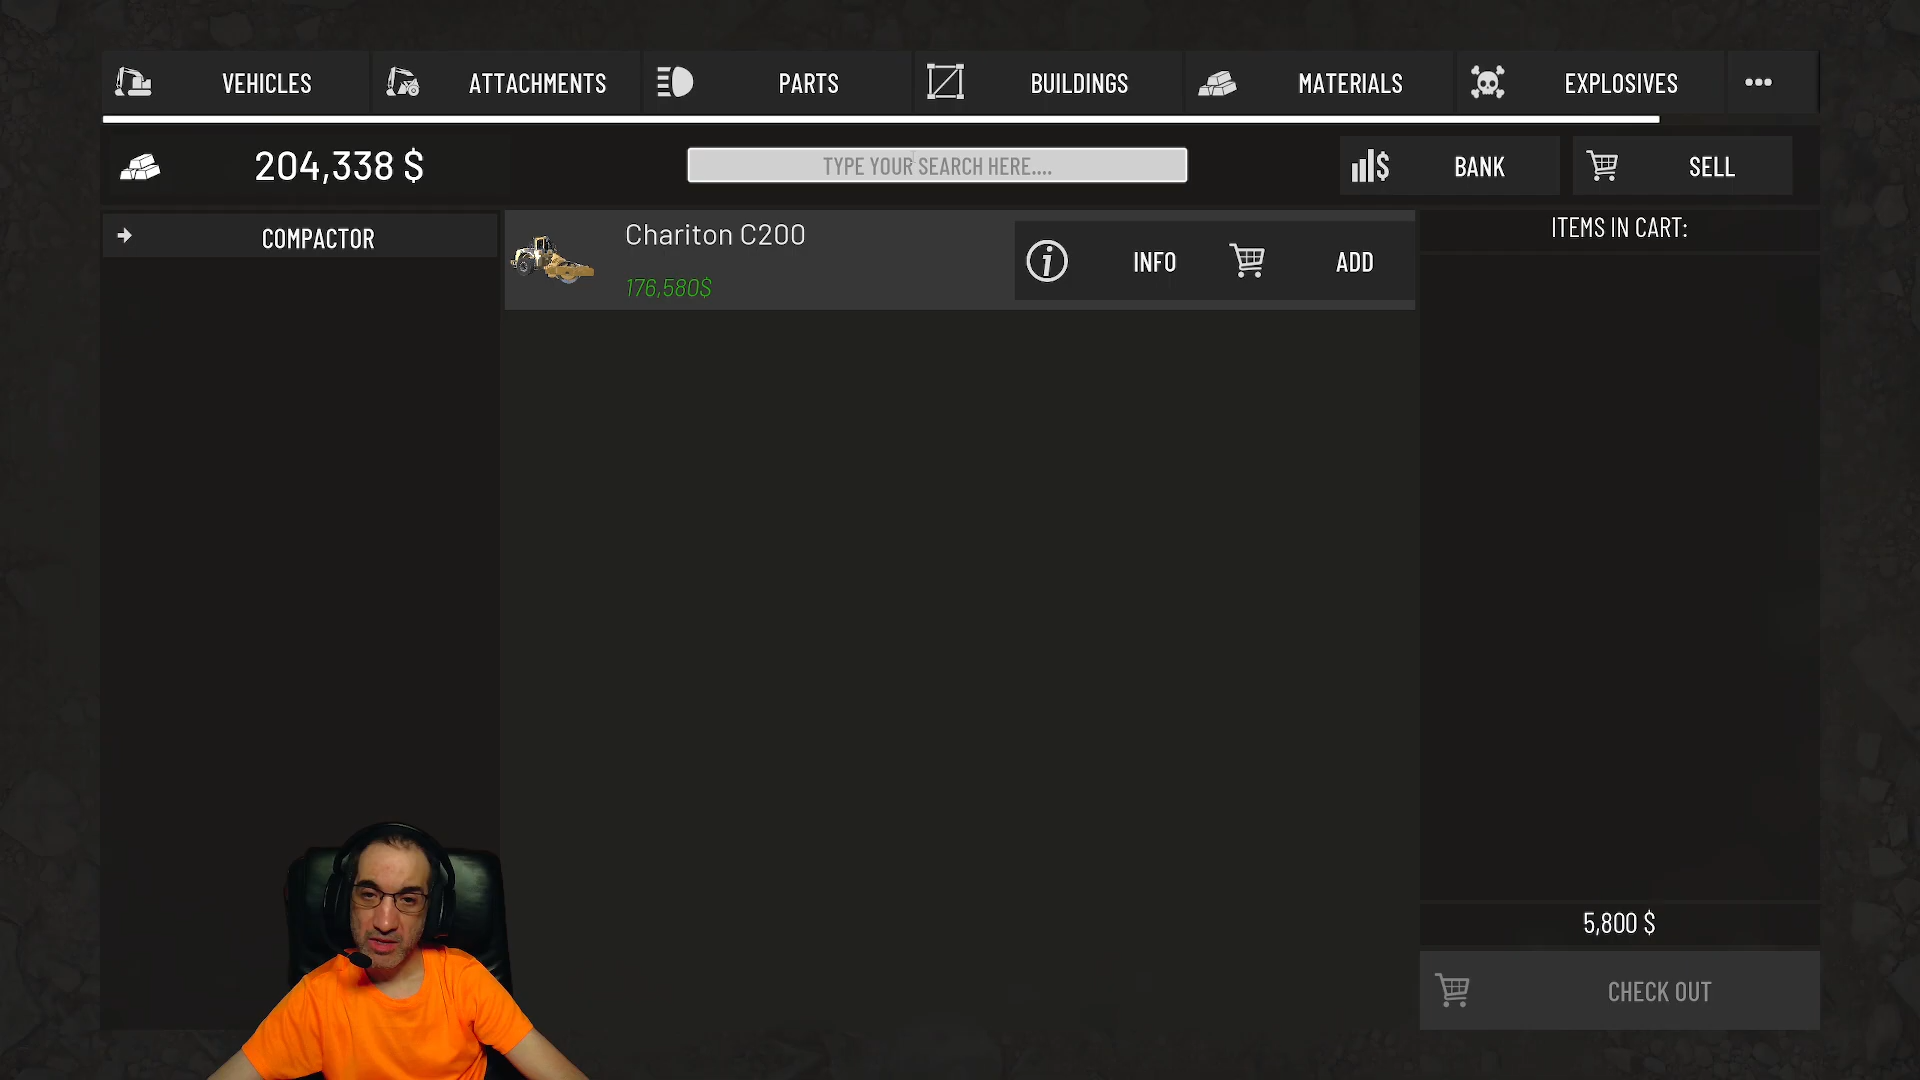 VEHICLES
ATTACHMENTS
PARTS
BUILDINGS
MATERIALS
EXPLOSIVES
204,338 $
TYPE YOUR SEARCH HERE....
BANK
SELL
COMPACTOR
Chariton C200
176,580$
INFO
ADD
ITEMS IN CART:
5,800 $
CHECK OUT